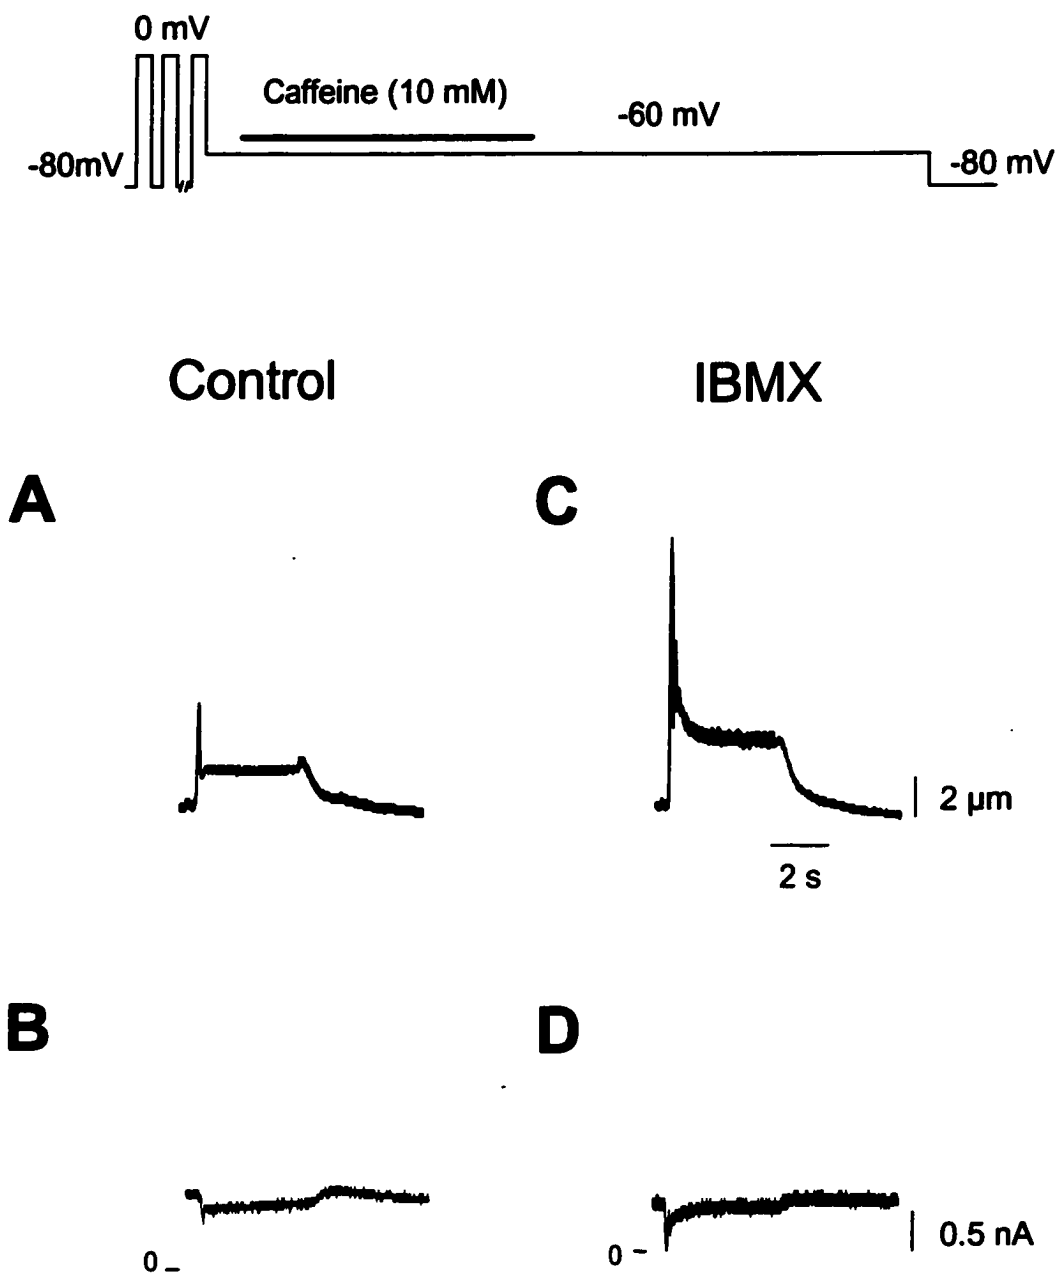 0 mV
Caffeine (10 mM)
-60 mV
-80mV
-80 mV
Control
IBMX
A
C
2 μm
2 s
B
D
0
0
0.5 nA